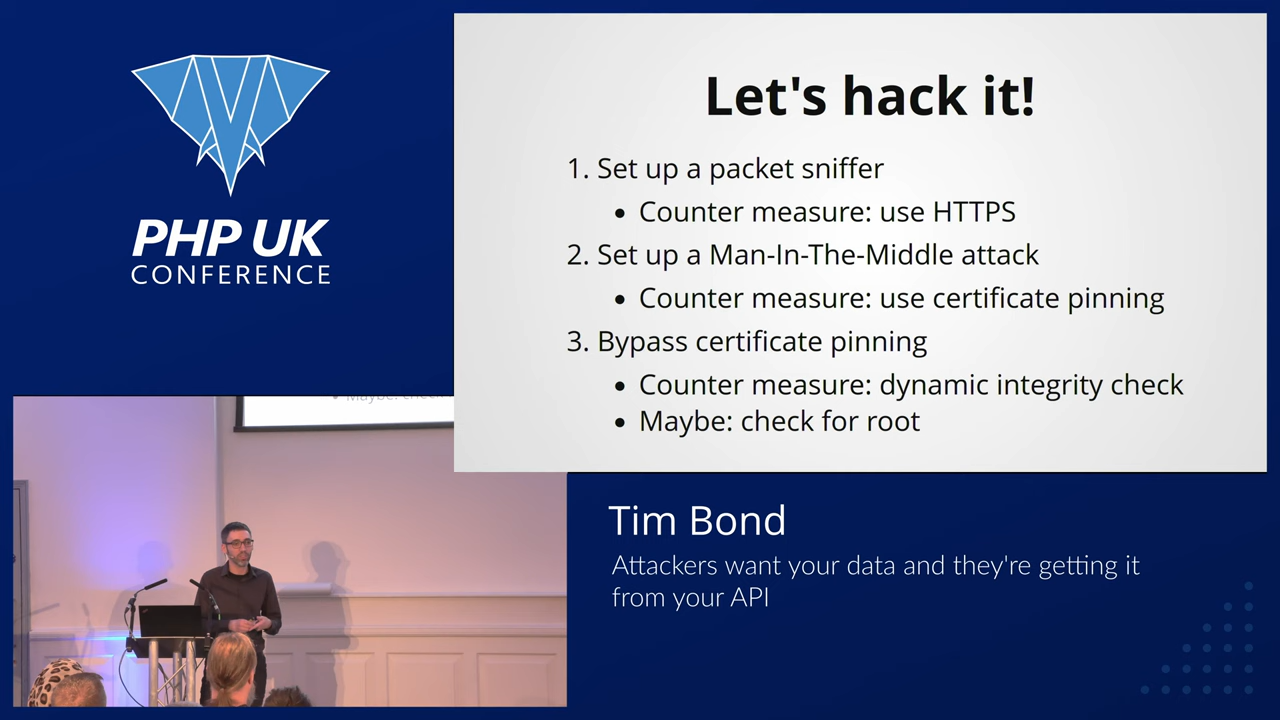 PHP UK
CONFERENCE
Let's hack it!
1. Set up a packet sniffer
• Counter measure: use HTTPS
2. Set up a Man-In-The-Middle attack
• Counter measure: use certificate pinning
3. Bypass certificate pinning
• Counter measure: dynamic integrity check
• Maybe: check for root
Tim Bond
Attackers want your data and they're getting it
from your API